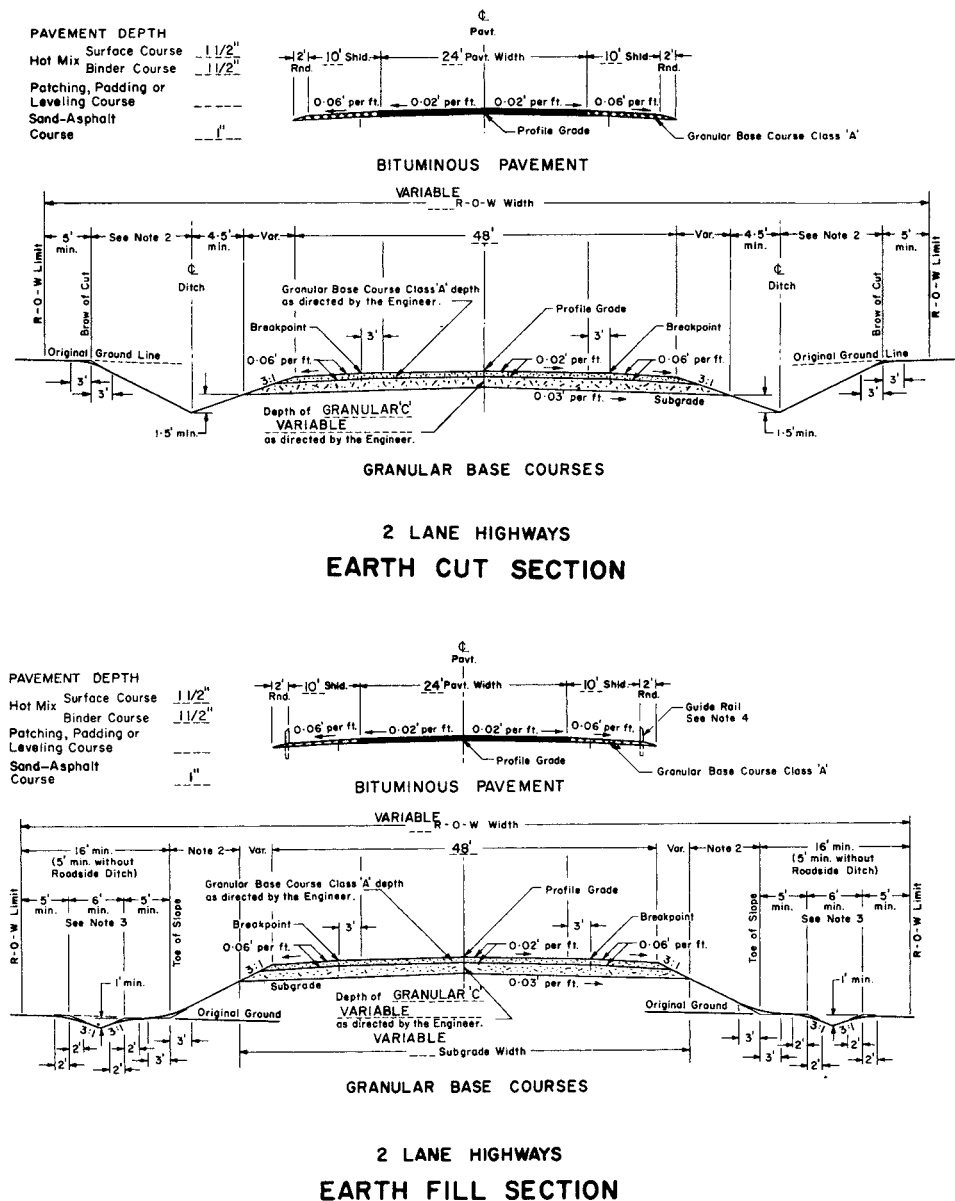 ℄
Pavt.
PAVEMENT DEPTH
Hot Mix Surface Course 1 1/2"
Binder Course 1 1/2"
Patching, Padding or
Leveling Course
Sand-Asphalt
Course 1"
2' 10' Shld. 24' Pavt. Width 10' Shld. 2'
Rnd. Rnd.
0·06' per ft. 0·02' per ft. 0·02' per ft. 0·06' per ft.
Profile Grade Granular Base Course Class 'A'
BITUMINOUS PAVEMENT
VARIABLE
R-O-W Width
5' See Note 2 4·5' Var. 48' Var. 4·5' See Note 2 5'
min. min. min. min.
R-O-W Limit
Brow of Cut
℄
Ditch
Granular Base Course Class 'A' depth
as directed by the Engineer.
Profile Grade
℄
Ditch
Brow of Cut
R-O-W Limit
Breakpoint 3' 3' Breakpoint
Original Ground Line 0·06' per ft. 0·02' per ft. 0·06' per ft. Original Ground Line
3' 3:1 3:1 3'
0·03' per ft. Subgrade
Depth of GRANULAR 'C'
VARIABLE
as directed by the Engineer.
1·5' min. 1·5' min.
GRANULAR BASE COURSES
2 LANE HIGHWAYS
EARTH CUT SECTION
℄
Pavt.
PAVEMENT DEPTH
Hot Mix Surface Course 1 1/2"
Binder Course 1 1/2"
Patching, Padding or
Leveling Course
Sand-Asphalt
Course 1"
2' 10' Shld. 24' Pavt. Width 10' Shld. 2'
Rnd. Rnd.
Guide Rail
See Note 4
0·06' per ft. 0·02' per ft. 0·02' per ft. 0·06' per ft.
Profile Grade Granular Base Course Class 'A'
BITUMINOUS PAVEMENT
VARIABLE
R-O-W Width
16' min. Note 2 Var. 48' Var. Note 2 16' min.
(5' min. without (5' min. without
Roadside Ditch) Roadside Ditch)
5' 6' 5' 5' 6' 5'
min. min. min. min. min. min.
See Note 3 See Note 3
R-O-W Limit
Toe of Slope
Granular Base Course Class 'A' depth
as directed by the Engineer.
Profile Grade
Toe of Slope
R-O-W Limit
Breakpoint 3' 3' Breakpoint
0·06' per ft. 0·02' per ft. 0·06' per ft.
1' min. 3:1 3:1 1' min.
Subgrade 0·03' per ft.
Original Ground Original Ground
Depth of GRANULAR 'C'
VARIABLE
as directed by the Engineer.
3:1 3:1 3:1 3:1
2' 2' 3' 3' 2' 2'
2' 2' 3' 3' 2' 2'
VARIABLE
Subgrade Width
GRANULAR BASE COURSES
2 LANE HIGHWAYS
EARTH FILL SECTION